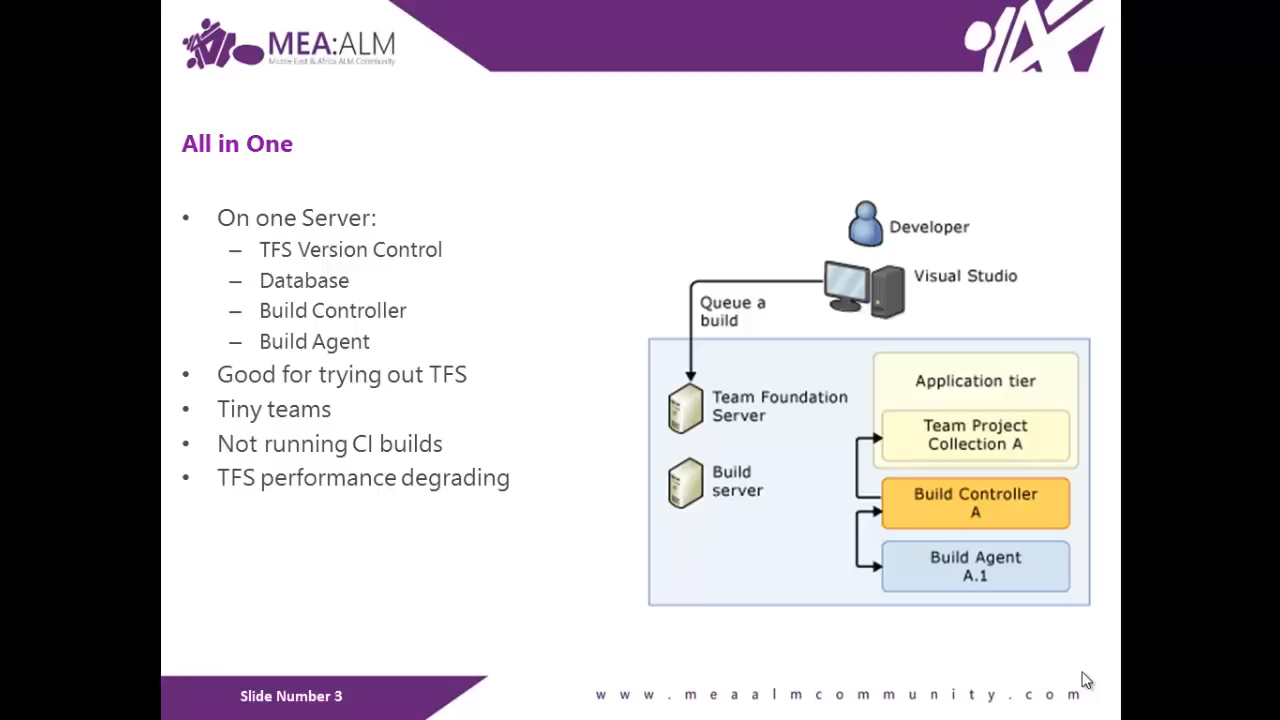 MEA:ALM
Middle East & Africa ALM Community
All in One
• On one Server:
– TFS Version Control
– Database
– Build Controller
– Build Agent
• Good for trying out TFS
• Tiny teams
• Not running CI builds
• TFS performance degrading
Developer
Visual Studio
Queue a
build
Team Foundation
Server
Build
server
Application tier
Team Project
Collection A
Build Controller
A
Build Agent
A.1
Slide Number 3
www.meaalmcommunity.com